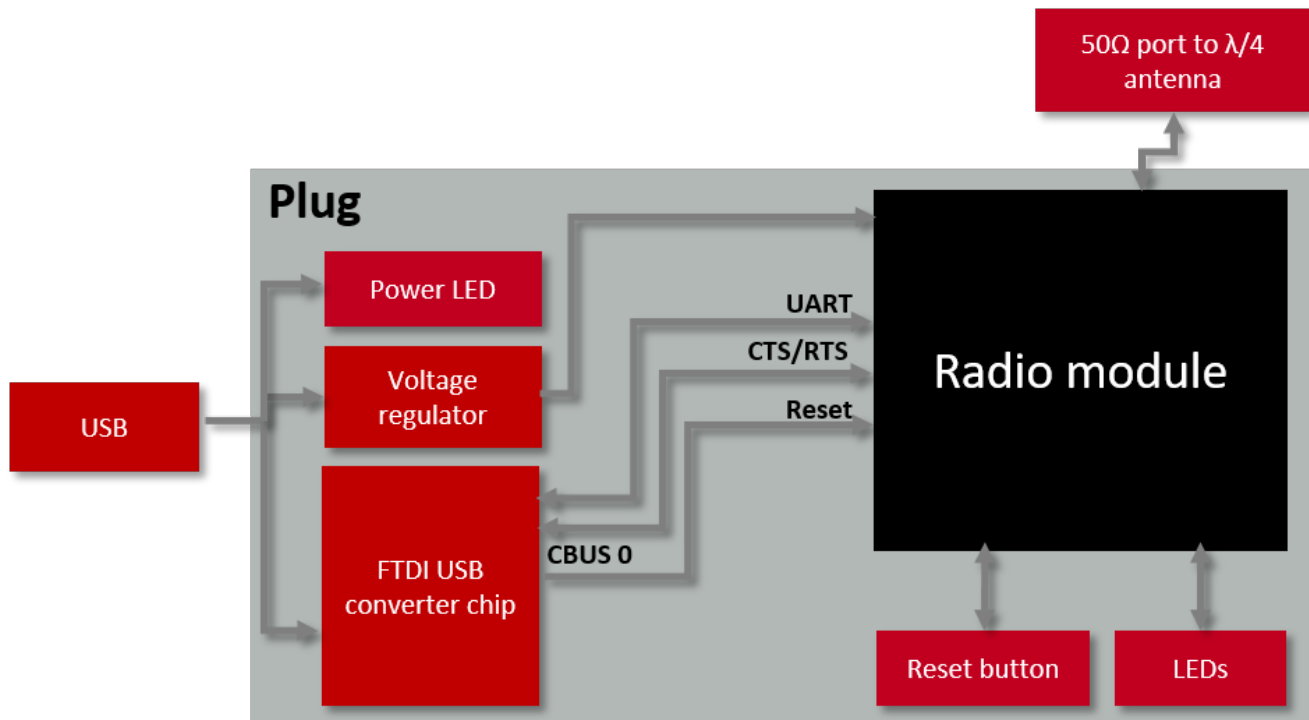 50Ω port to λ/4
antenna
Plug
Power LED
UART
CTS/RTS
Voltage
regulator
Radio module
Reset
USB
CBUS 0
FTDI USB
converter chip
Reset button
LEDs